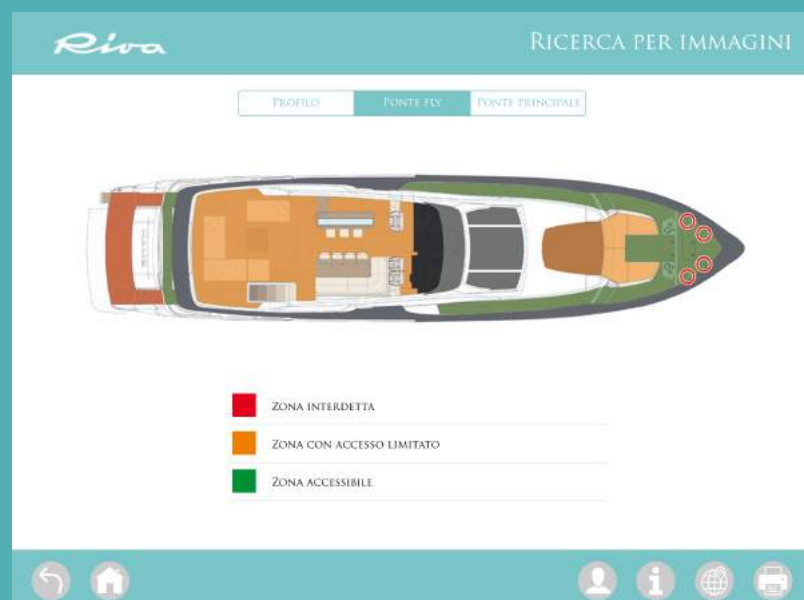 Riva
RICERCA PER IMMAGINI
PROFILO
PONTE FLY
PONTE PRINCIPALE
ZONA INTERDETTA
ZONA CON ACCESSO LIMITATO
ZONA ACCESSIBILE